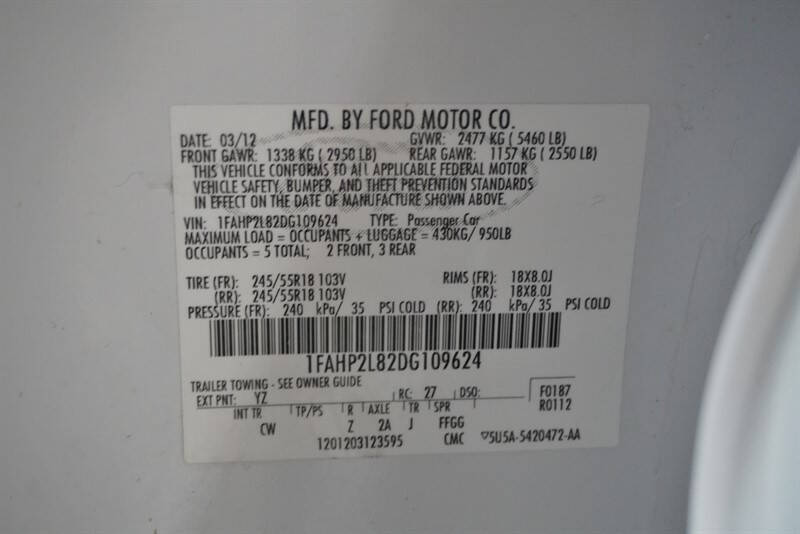 MFD. BY FORD MOTOR CO.
DATE: 03/12 GVWR: 2477 KG ( 5460 LB)
FRONT GAWR: 1338 KG ( 2950 LB) REAR GAWR: 1157 KG ( 2550 LB)
THIS VEHICLE CONFORMS TO ALL APPLICABLE FEDERAL MOTOR
VEHICLE SAFETY, BUMPER, AND THEFT PREVENTION STANDARDS
IN EFFECT ON THE DATE OF MANUFACTURE SHOWN ABOVE.
VIN: 1FAHP2L82DG109624 TYPE: Passenger Car
MAXIMUM LOAD = OCCUPANTS + LUGGAGE = 430KG/ 950LB
OCCUPANTS = 5 TOTAL; 2 FRONT, 3 REAR
TIRE (FR): 245/55R18 103V RIMS (FR): 18X8.0J
(RR): 245/55R18 103V (RR): 18X8.0J
PRESSURE (FR): 240 kPa/ 35 PSI COLD (RR): 240 kPa/ 35 PSI COLD
1FAHP2L82DG109624
TRAILER TOWING - SEE OWNER GUIDE
EXT PNT: YZ RC: 27 DSO: F0187
INT TR TP/PS R AXLE TR SPR R0112
CW Z 2A J FFGG
1201203123595 CMC ▽5U5A-5420472-AA